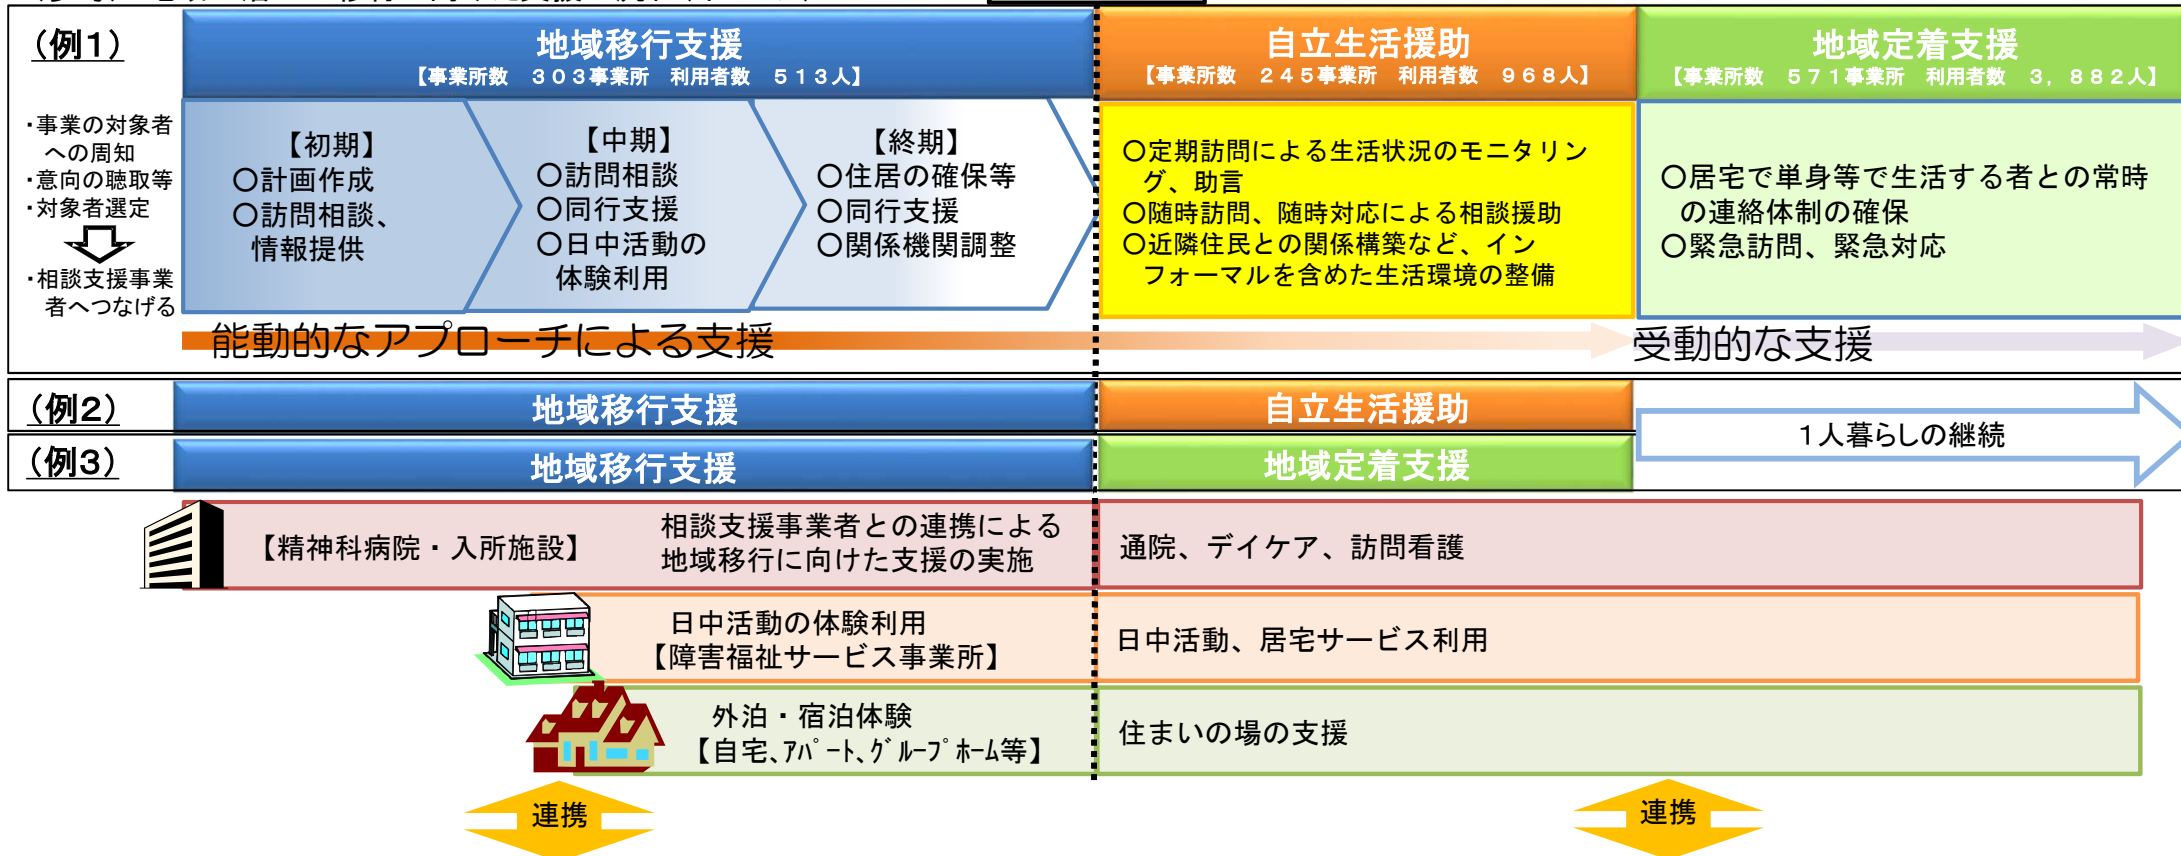 (例1)
地域移行支援
【事業所数 303事業所 利用者数 513人】
自立生活援助
【事業所数 245事業所 利用者数 968人】
地域定着支援
【事業所数 571事業所 利用者数 3,882人】
・事業の対象者
への周知
・意向の聴取等
・対象者選定
・相談支援事業
者へつなげる
【初期】
○計画作成
○訪問相談、
情報提供
【中期】
○訪問相談
○同行支援
○日中活動の
体験利用
【終期】
○住居の確保等
○同行支援
○関係機関調整
○定期訪問による生活状況のモニタリン
グ、助言
○随時訪問、随時対応による相談援助
○近隣住民との関係構築など、イン
フォーマルを含めた生活環境の整備
○居宅で単身等で生活する者との常時
の連絡体制の確保
○緊急訪問、緊急対応
能動的なアプローチによる支援
受動的な支援
(例2)
地域移行支援
自立生活援助
1人暮らしの継続
(例3)
地域移行支援
地域定着支援
【精神科病院・入所施設】
相談支援事業者との連携による
地域移行に向けた支援の実施
通院、デイケア、訪問看護
日中活動の体験利用
【障害福祉サービス事業所】
日中活動、居宅サービス利用
外泊・宿泊体験
【自宅、ｱﾊﾟｰﾄ、ｸﾞﾙｰﾌﾟﾎｰﾑ等】
住まいの場の支援
連携
連携